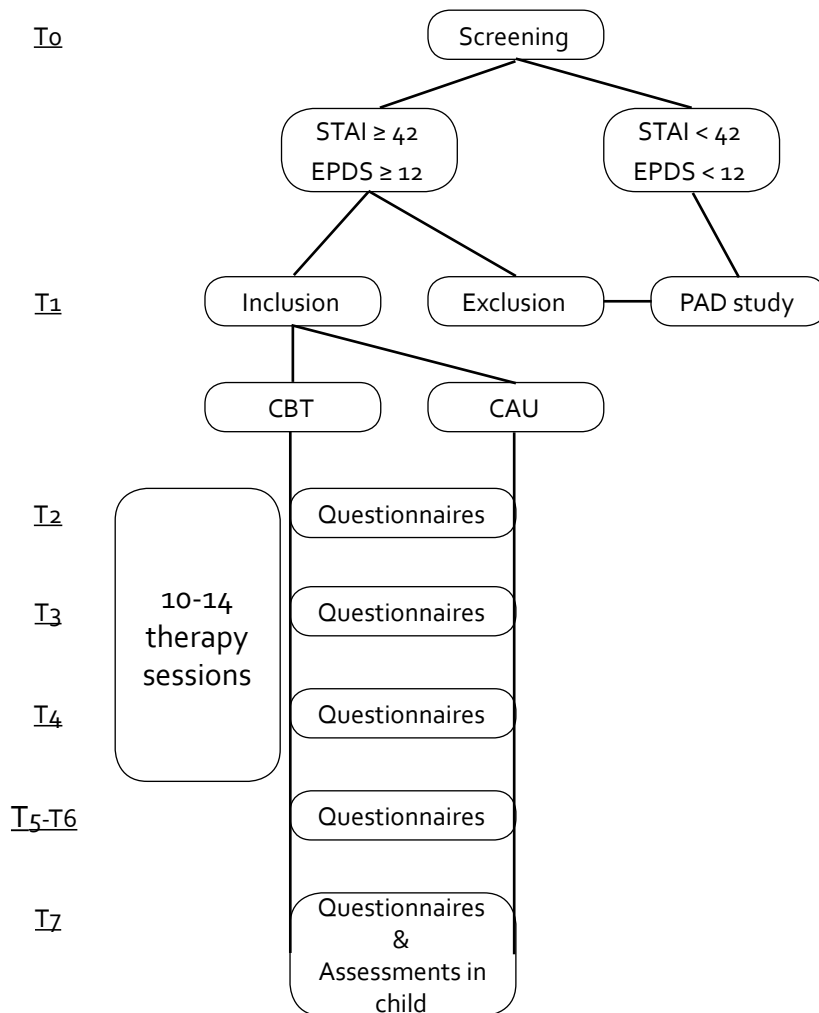 To
Screening
STAI ≥ 42
EPDS ≥ 12
STAI < 42
EPDS < 12
T1
Inclusion
Exclusion
PAD study
CBT
CAU
T2
Questionnaires
10-14
therapy
sessions
T3
Questionnaires
T4
Questionnaires
T5-T6
Questionnaires
T7
Questionnaires
&
Assessments in
child